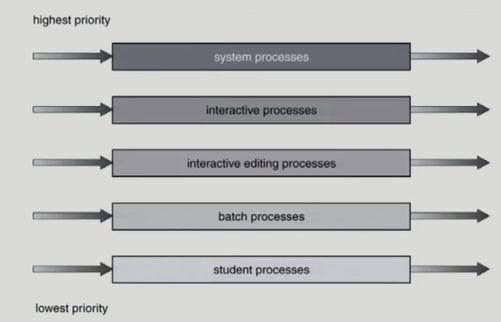 highest priority
system processes
interactive processes
interactive editing processes
batch processes
student processes
lowest priority